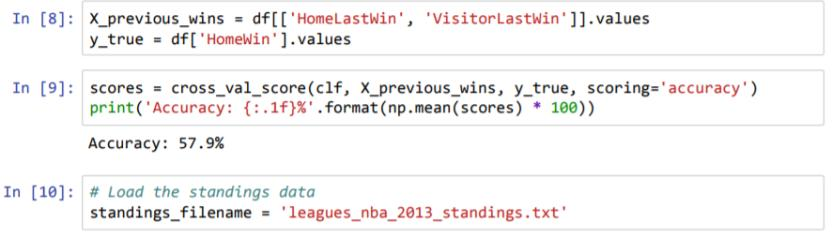 In [8]: X_previous_wins = df[['HomeLastWin', 'VisitorLastWin']].values
y_true = df['HomeWin'].values
In [9]: scores = cross_val_score(clf, X_previous_wins, y_true, scoring='accuracy')
print('Accuracy: {:.1f}%'.format(np.mean(scores) * 100))
Accuracy: 57.9%
In [10]: # Load the standings data
standings_filename = 'leagues_nba_2013_standings.txt'